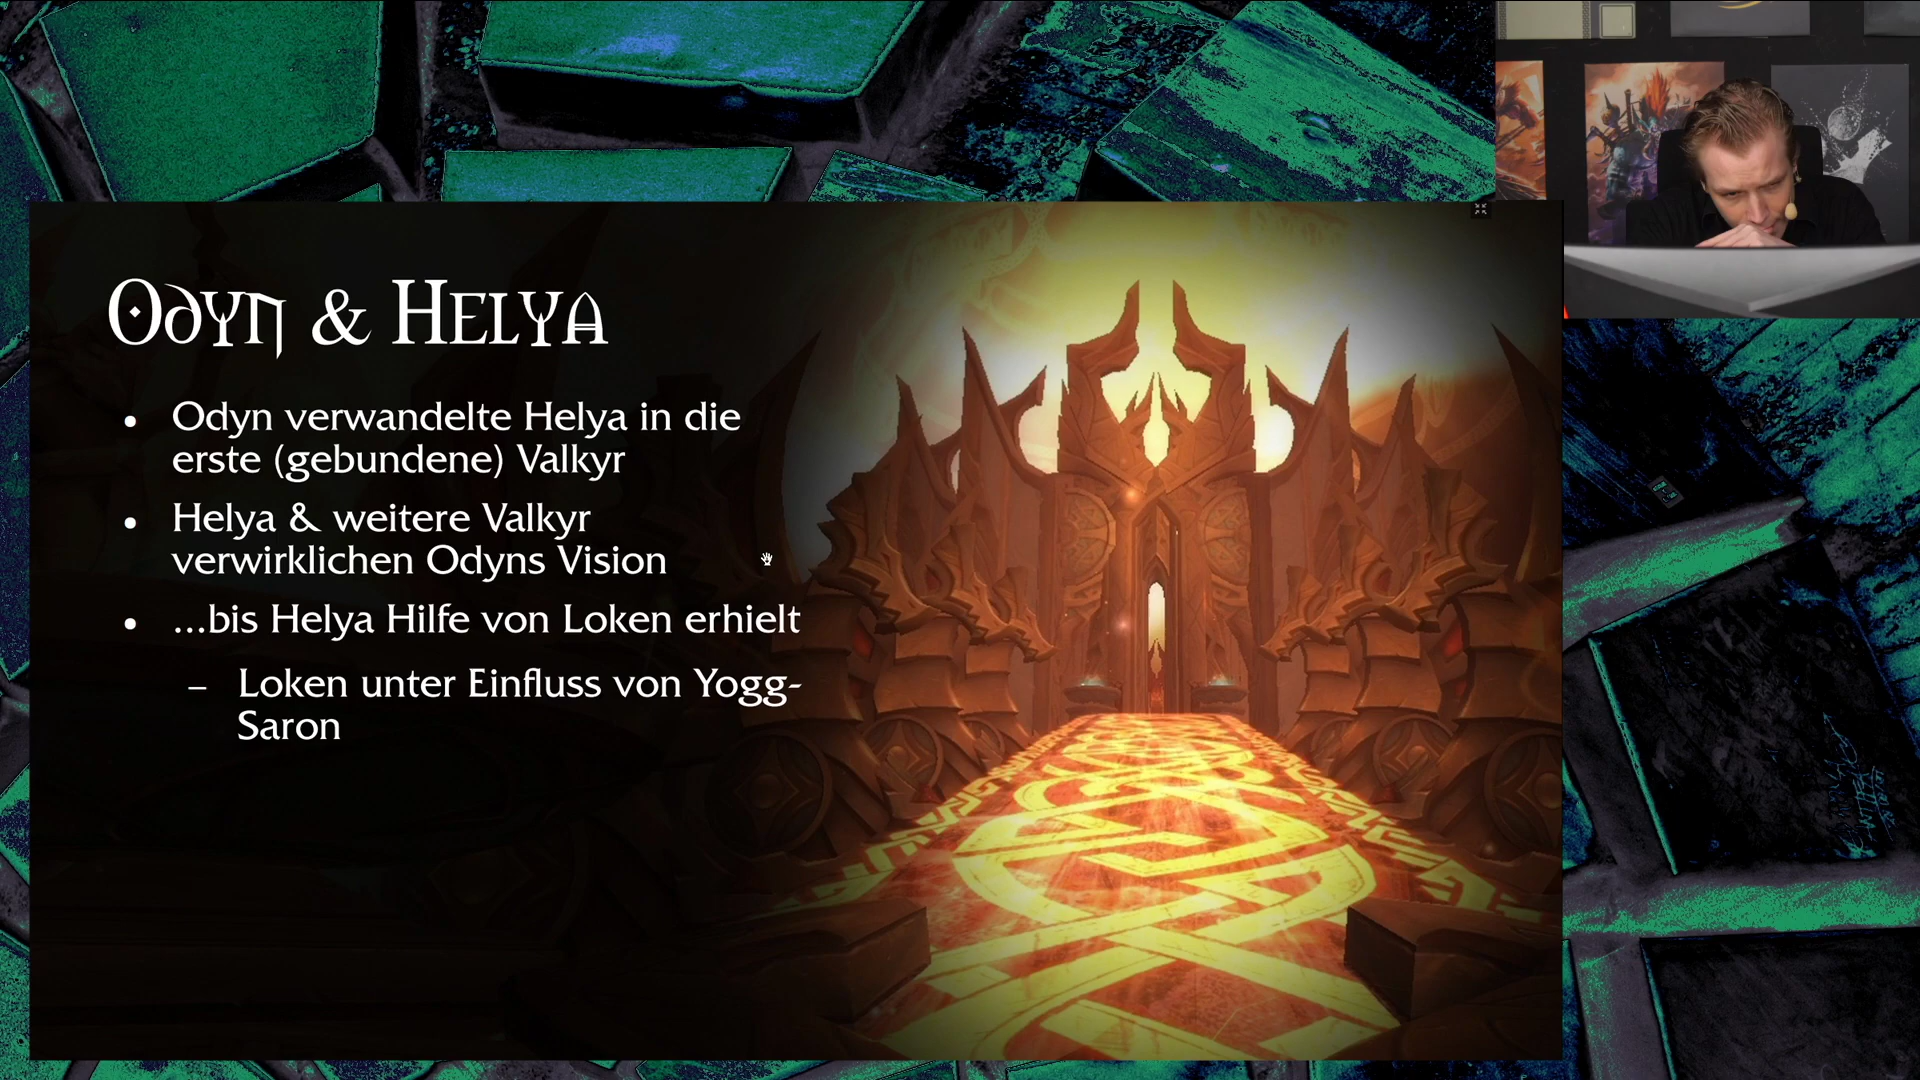 Odyn & Helya
• Odyn verwandelte Helya in die
erste (gebundene) Valkyr
• Helya & weitere Valkyr
verwirklichen Odyns Vision
• ...bis Helya Hilfe von Loken erhielt
– Loken unter Einfluss von Yogg-
Saron